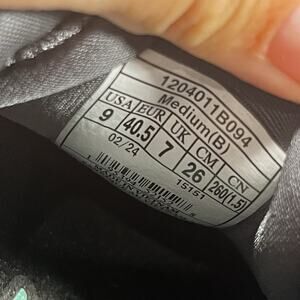 1204011B094
Medium(B)
USA EUR UK CM CN
9 40.5 7 26 260(1.5)
02/24 15151